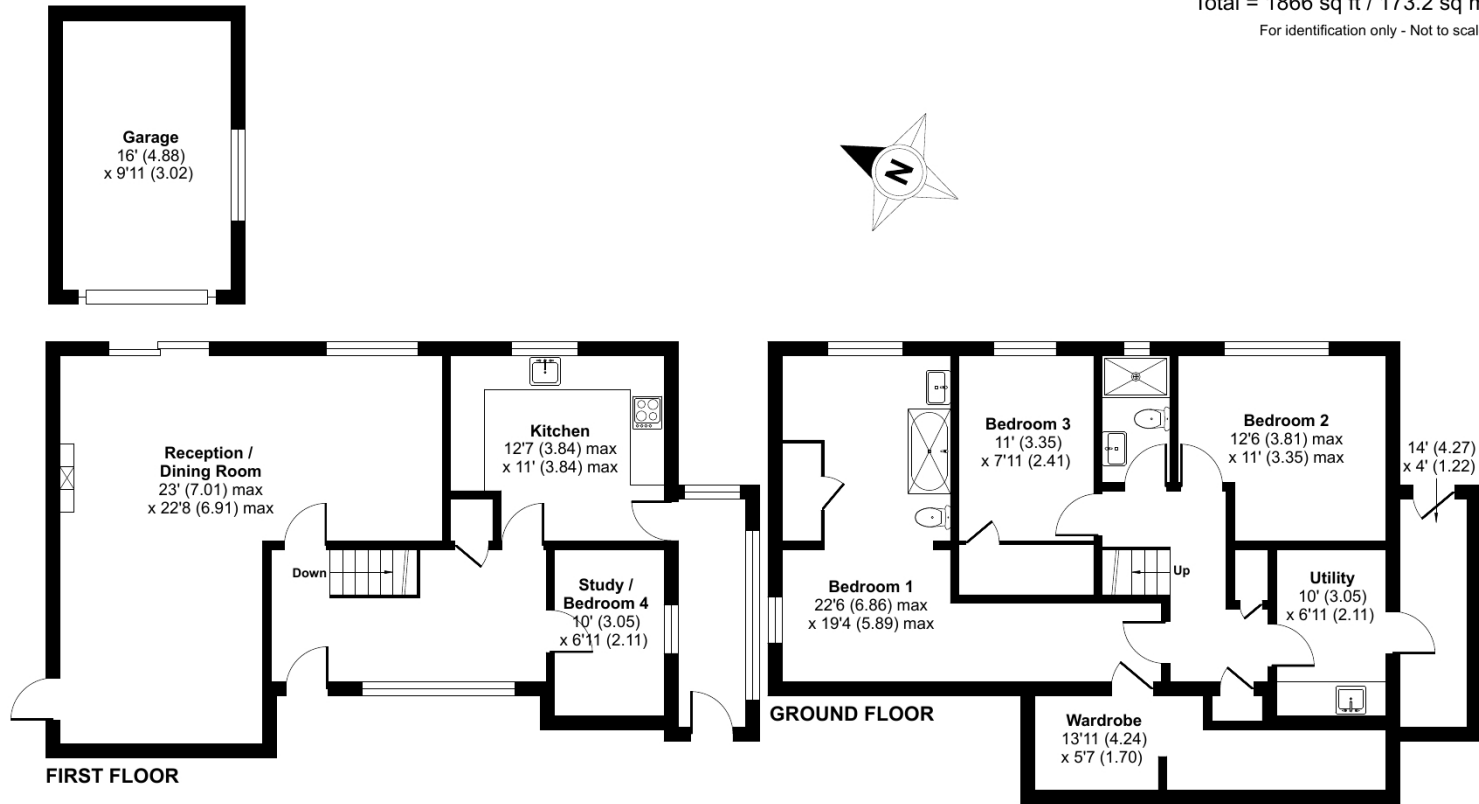 Total = 1866 sq ft / 173.2 sq m
For identification only - Not to scal
Garage
16' (4.88)
x 9'11 (3.02)
N
Reception /
Dining Room
23' (7.01) max
x 22'8 (6.91) max
Kitchen
12'7 (3.84) max
x 11' (3.84) max
Down
Study /
Bedroom 4
10' (3.05)
x 6'11 (2.11)
FIRST FLOOR
Bedroom 3
11' (3.35)
x 7'11 (2.41)
Bedroom 2
12'6 (3.81) max
x 11' (3.35) max
14' (4.27)
x 4' (1.22)
Bedroom 1
22'6 (6.86) max
x 19'4 (5.89) max
Up
Utility
10' (3.05)
x 6'11 (2.11)
GROUND FLOOR
Wardrobe
13'11 (4.24)
x 5'7 (1.70)